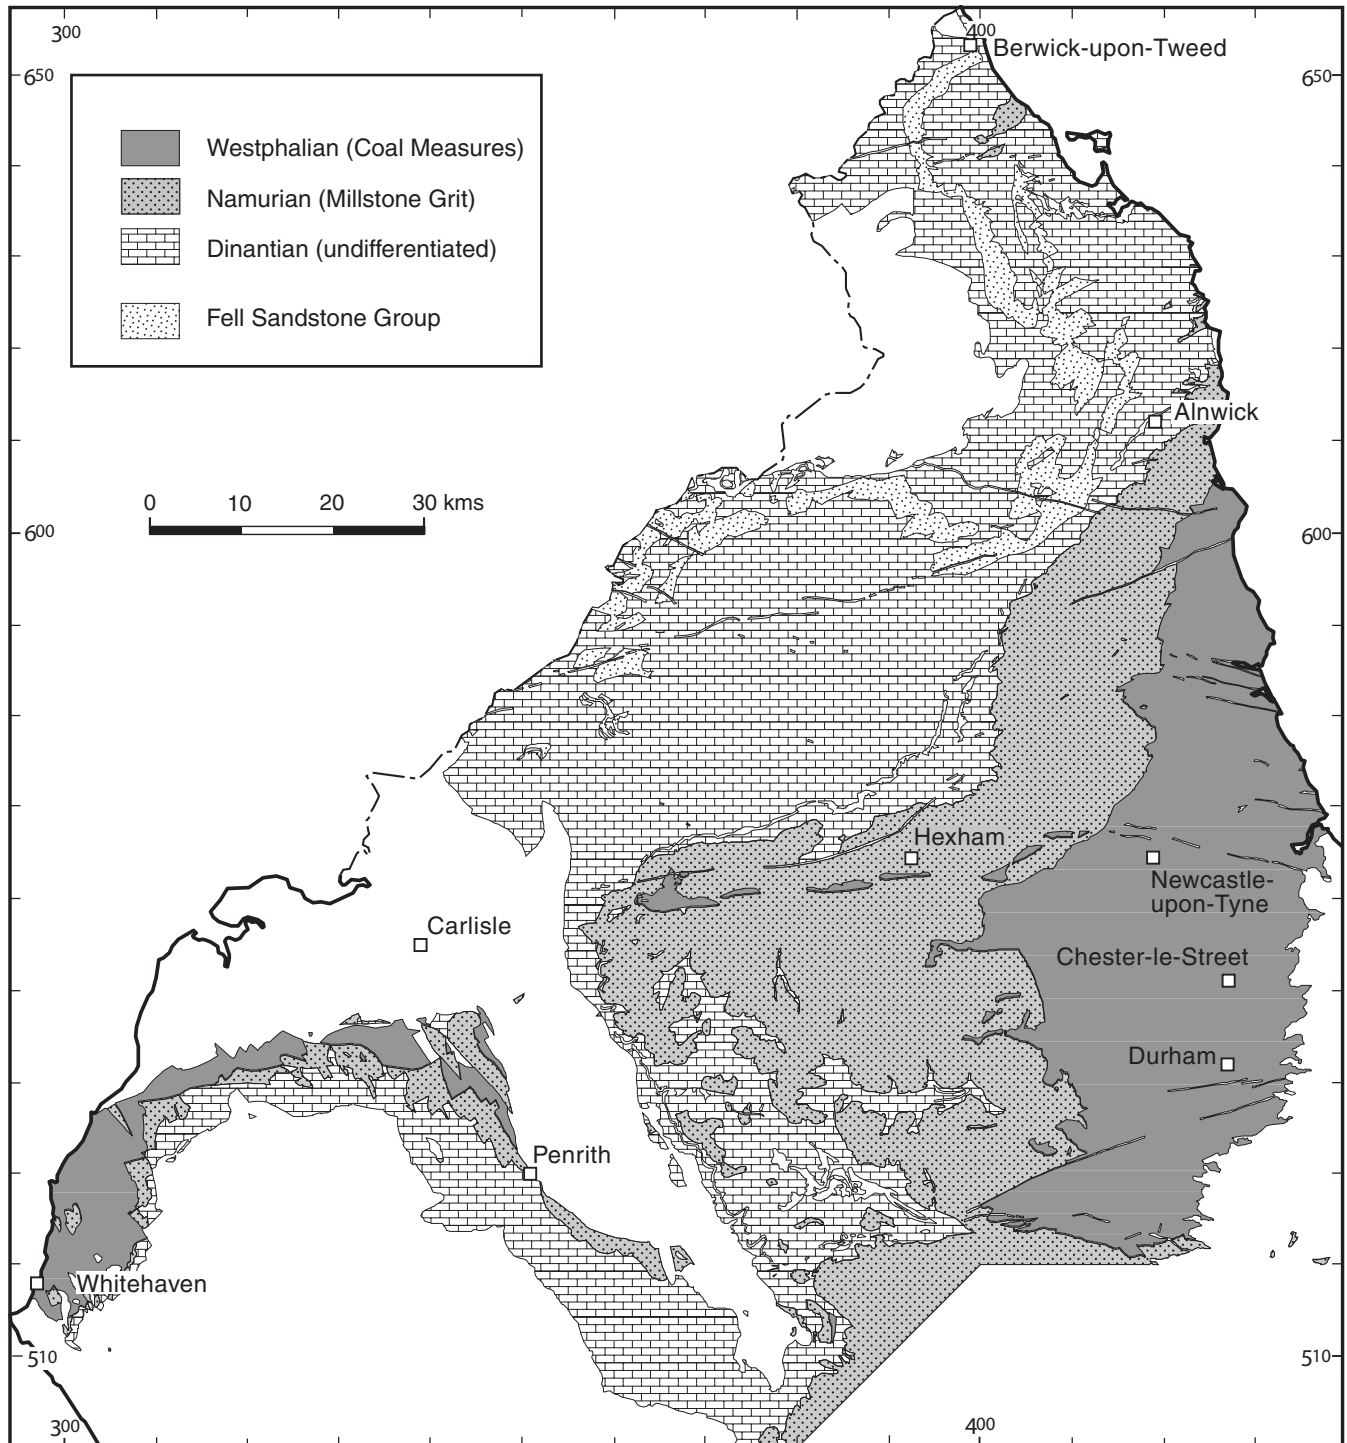 300
400
Berwick-upon-Tweed
650
650
Westphalian (Coal Measures)
Namurian (Millstone Grit)
Dinantian (undifferentiated)
Fell Sandstone Group
Alnwick
0 10 20 30 kms
600
600
Hexham
Newcastle-
upon-Tyne
Carlisle
Chester-le-Street
Durham
Penrith
Whitehaven
510
510
300
400